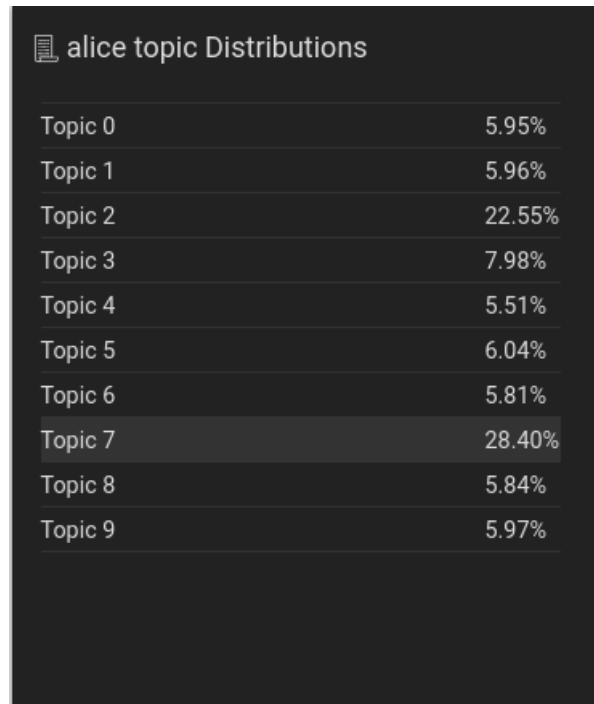 alice topic Distributions
Topic 0 5.95%
Topic 1 5.96%
Topic 2 22.55%
Topic 3 7.98%
Topic 4 5.51%
Topic 5 6.04%
Topic 6 5.81%
Topic 7 28.40%
Topic 8 5.84%
Topic 9 5.97%